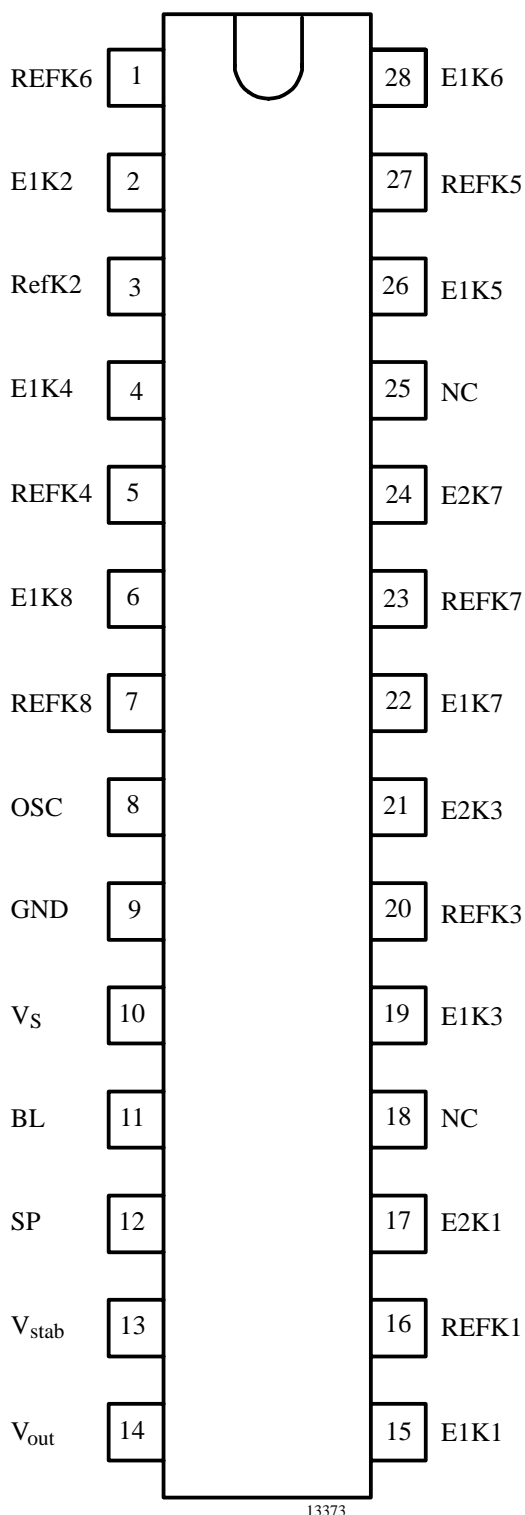 REFK6 1 28 E1K6
E1K2 2 27 REFK5
RefK2 3 26 E1K5
E1K4 4 25 NC
REFK4 5 24 E2K7
E1K8 6 23 REFK7
REFK8 7 22 E1K7
OSC 8 21 E2K3
GND 9 20 REFK3
VS 10 19 E1K3
BL 11 18 NC
SP 12 17 E2K1
Vstab 13 16 REFK1
Vout 14 15 E1K1
13373